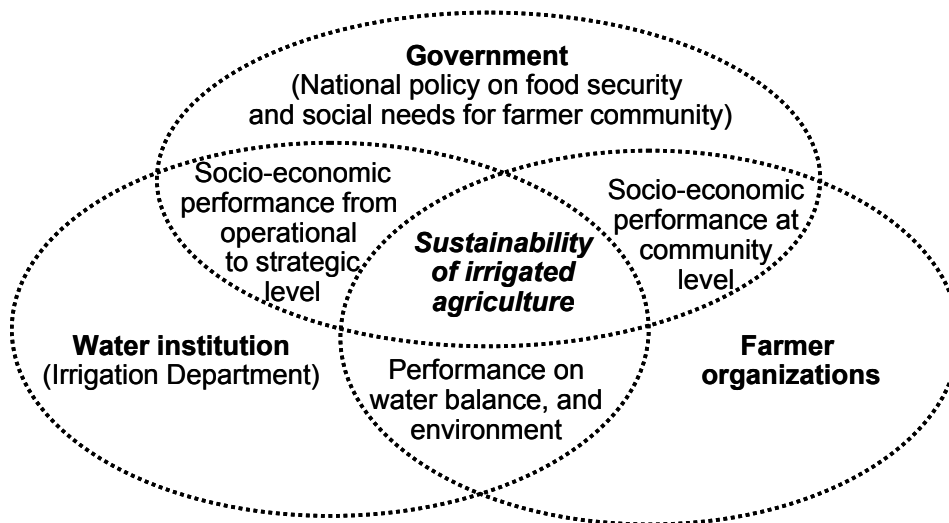 Government
(National policy on food security
and social needs for farmer community)
Socio-economic
performance from
operational
to strategic
level
Socio-economic
performance at
community
level
Sustainability
of irrigated
agriculture
Water institution
(Irrigation Department)
Farmer
organizations
Performance on
water balance, and
environment